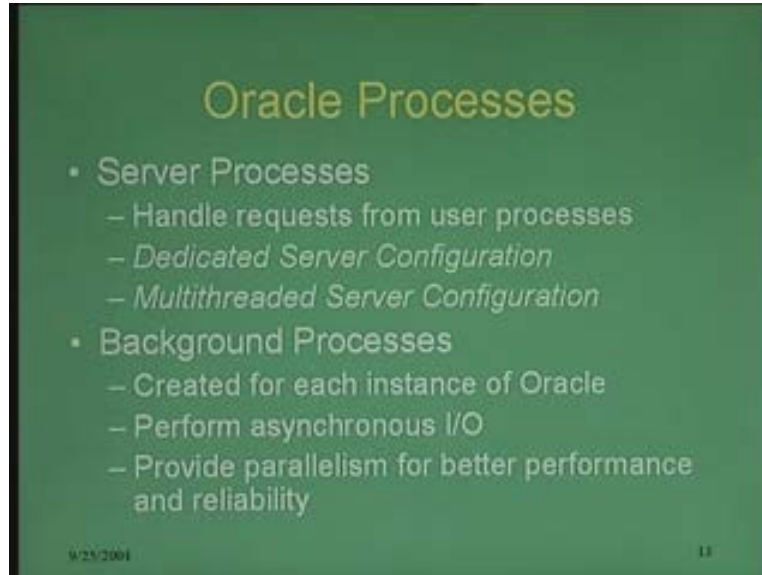 Oracle Processes
• Server Processes
– Handle requests from user processes
– Dedicated Server Configuration
– Multithreaded Server Configuration
• Background Processes
– Created for each instance of Oracle
– Perform asynchronous I/O
– Provide parallelism for better performance
and reliability
9/25/2001